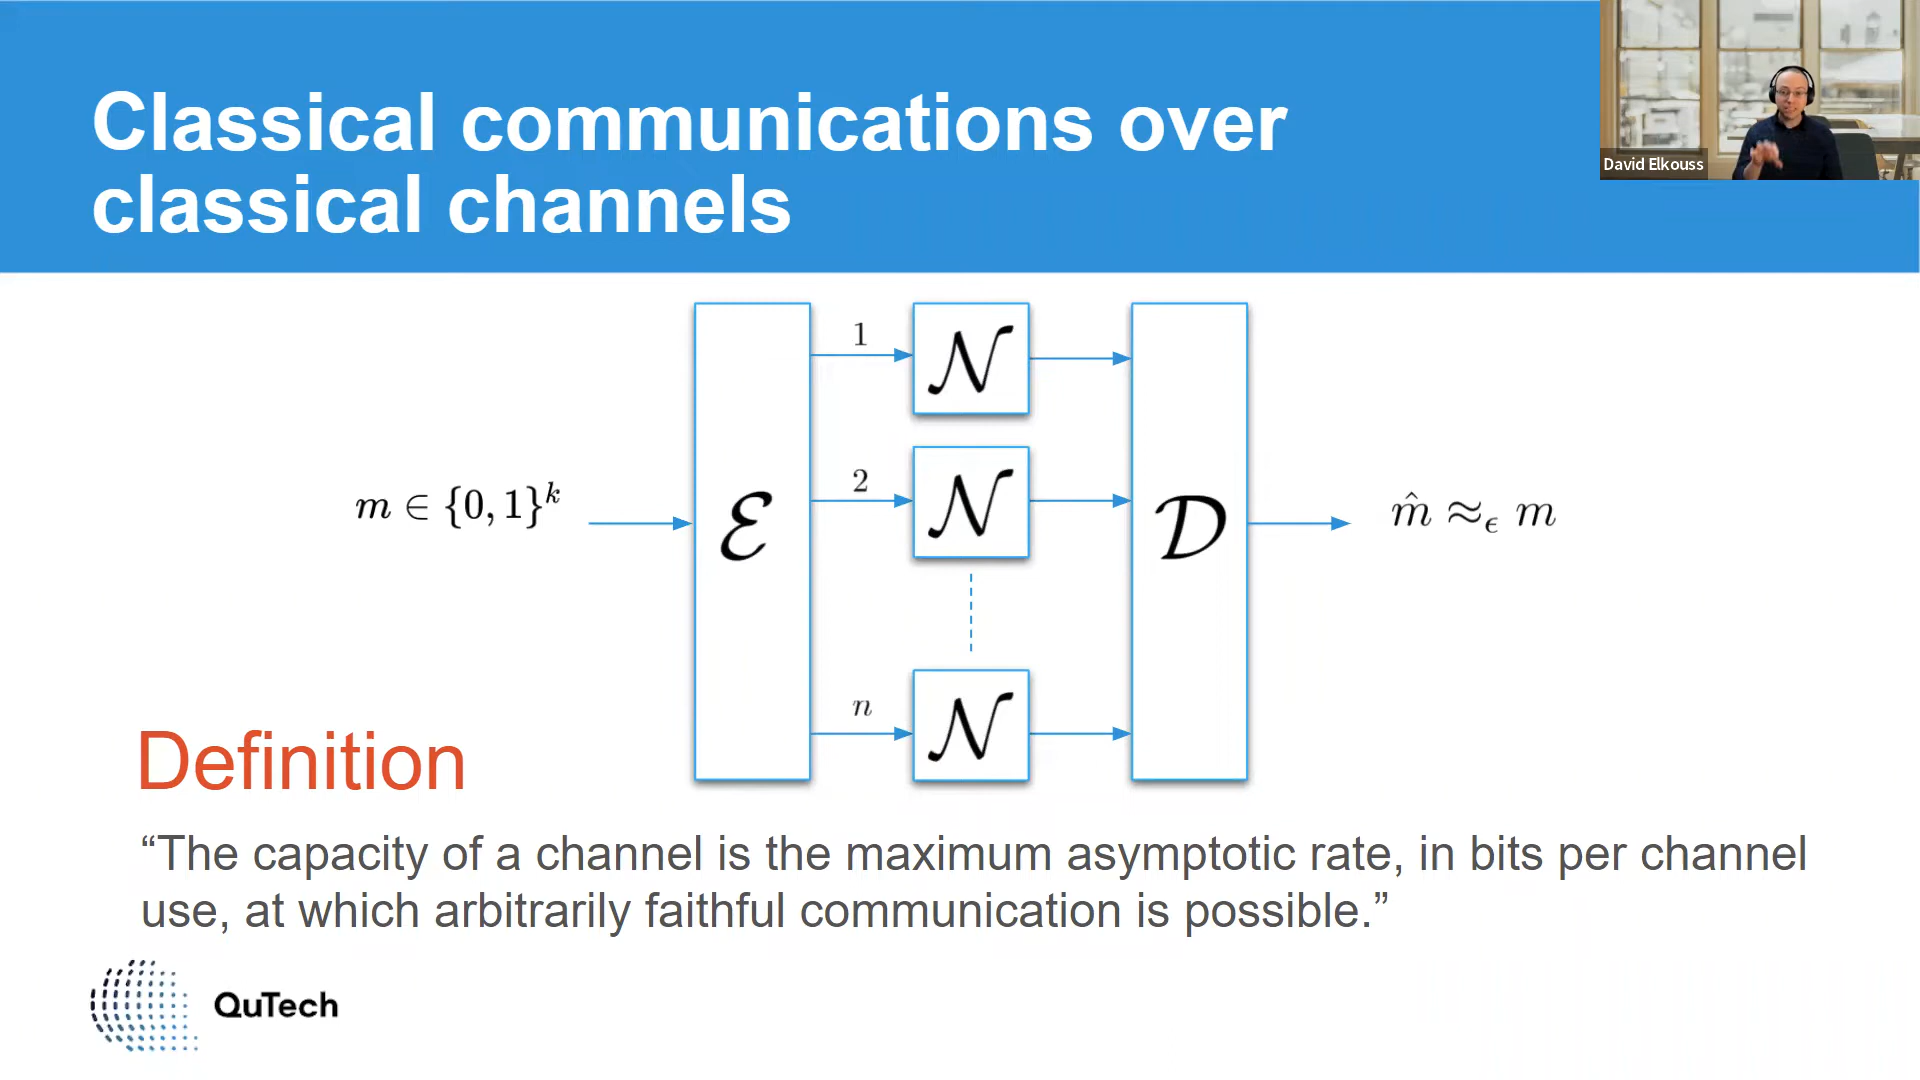 Classical communications over
classical channels
David Elkouss
1
𝒩
2
𝒩
m ∈ {0, 1}^k
ℰ
𝒟
m̂ ≈_ϵ m
n
𝒩
Definition
“The capacity of a channel is the maximum asymptotic rate, in bits per channel
use, at which arbitrarily faithful communication is possible.”
QuTech